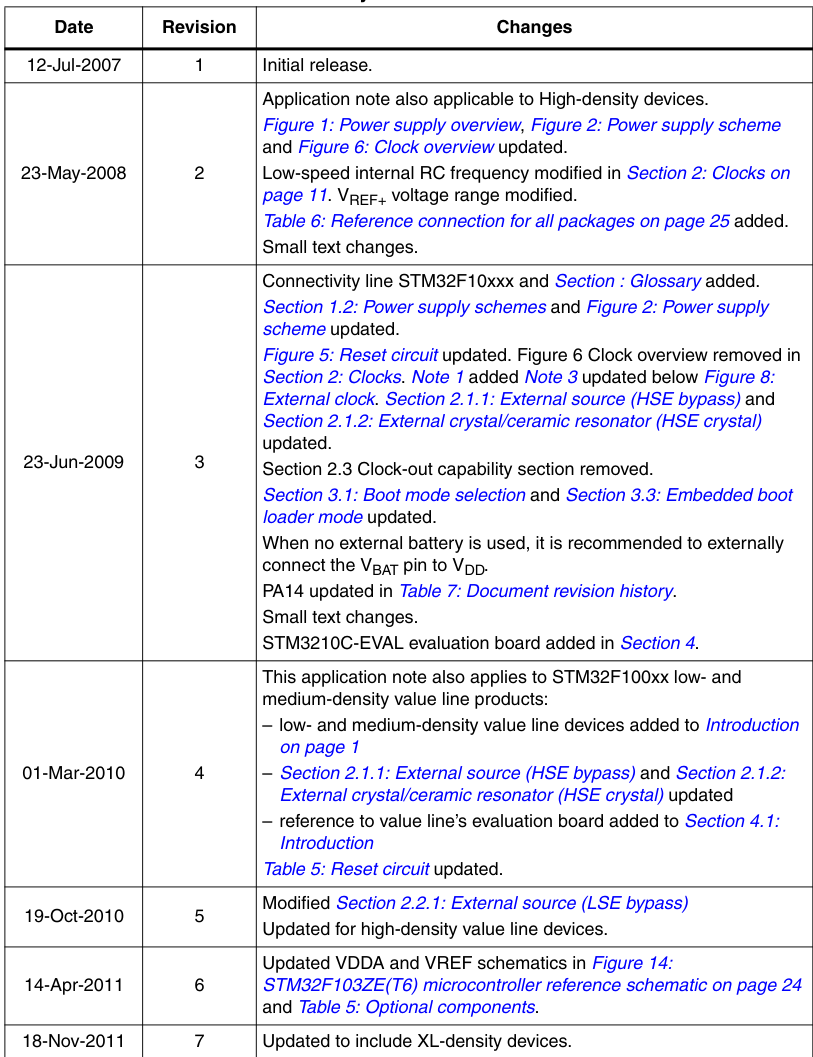 Date Revision Changes
12-Jul-2007 1 Initial release.
Application note also applicable to High-density devices.
Figure 1: Power supply overview, Figure 2: Power supply scheme
and Figure 6: Clock overview updated.
23-May-2008 2 Low-speed internal RC frequency modified in Section 2: Clocks on
page 11. VREF+ voltage range modified.
Table 6: Reference connection for all packages on page 25 added.
Small text changes.
Connectivity line STM32F10xxx and Section : Glossary added.
Section 1.2: Power supply schemes and Figure 2: Power supply
scheme updated.
Figure 5: Reset circuit updated. Figure 6 Clock overview removed in
Section 2: Clocks. Note 1 added Note 3 updated below Figure 8:
External clock. Section 2.1.1: External source (HSE bypass) and
Section 2.1.2: External crystal/ceramic resonator (HSE crystal)
updated.
23-Jun-2009 3 Section 2.3 Clock-out capability section removed.
Section 3.1: Boot mode selection and Section 3.3: Embedded boot
loader mode updated.
When no external battery is used, it is recommended to externally
connect the VBAT pin to VDD.
PA14 updated in Table 7: Document revision history.
Small text changes.
STM3210C-EVAL evaluation board added in Section 4.
This application note also applies to STM32F100xx low- and
medium-density value line products:
– low- and medium-density value line devices added to Introduction
on page 1
01-Mar-2010 4 – Section 2.1.1: External source (HSE bypass) and Section 2.1.2:
External crystal/ceramic resonator (HSE crystal) updated
– reference to value line’s evaluation board added to Section 4.1:
Introduction
Table 5: Reset circuit updated.
19-Oct-2010 5 Modified Section 2.2.1: External source (LSE bypass)
Updated for high-density value line devices.
Updated VDDA and VREF schematics in Figure 14:
14-Apr-2011 6 STM32F103ZE(T6) microcontroller reference schematic on page 24
and Table 5: Optional components.
18-Nov-2011 7 Updated to include XL-density devices.